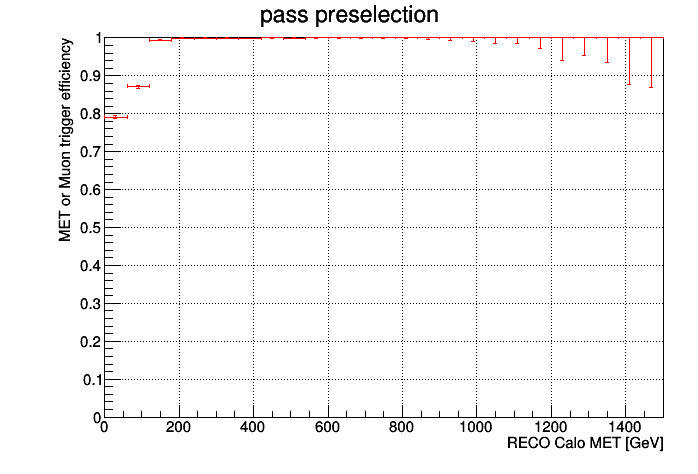 pass preselection
MET or Muon trigger efficiency
1
0.9
0.8
0.7
0.6
0.5
0.4
0.3
0.2
0.1
0
0 200 400 600 800 1000 1200 1400
RECO Calo MET [GeV]